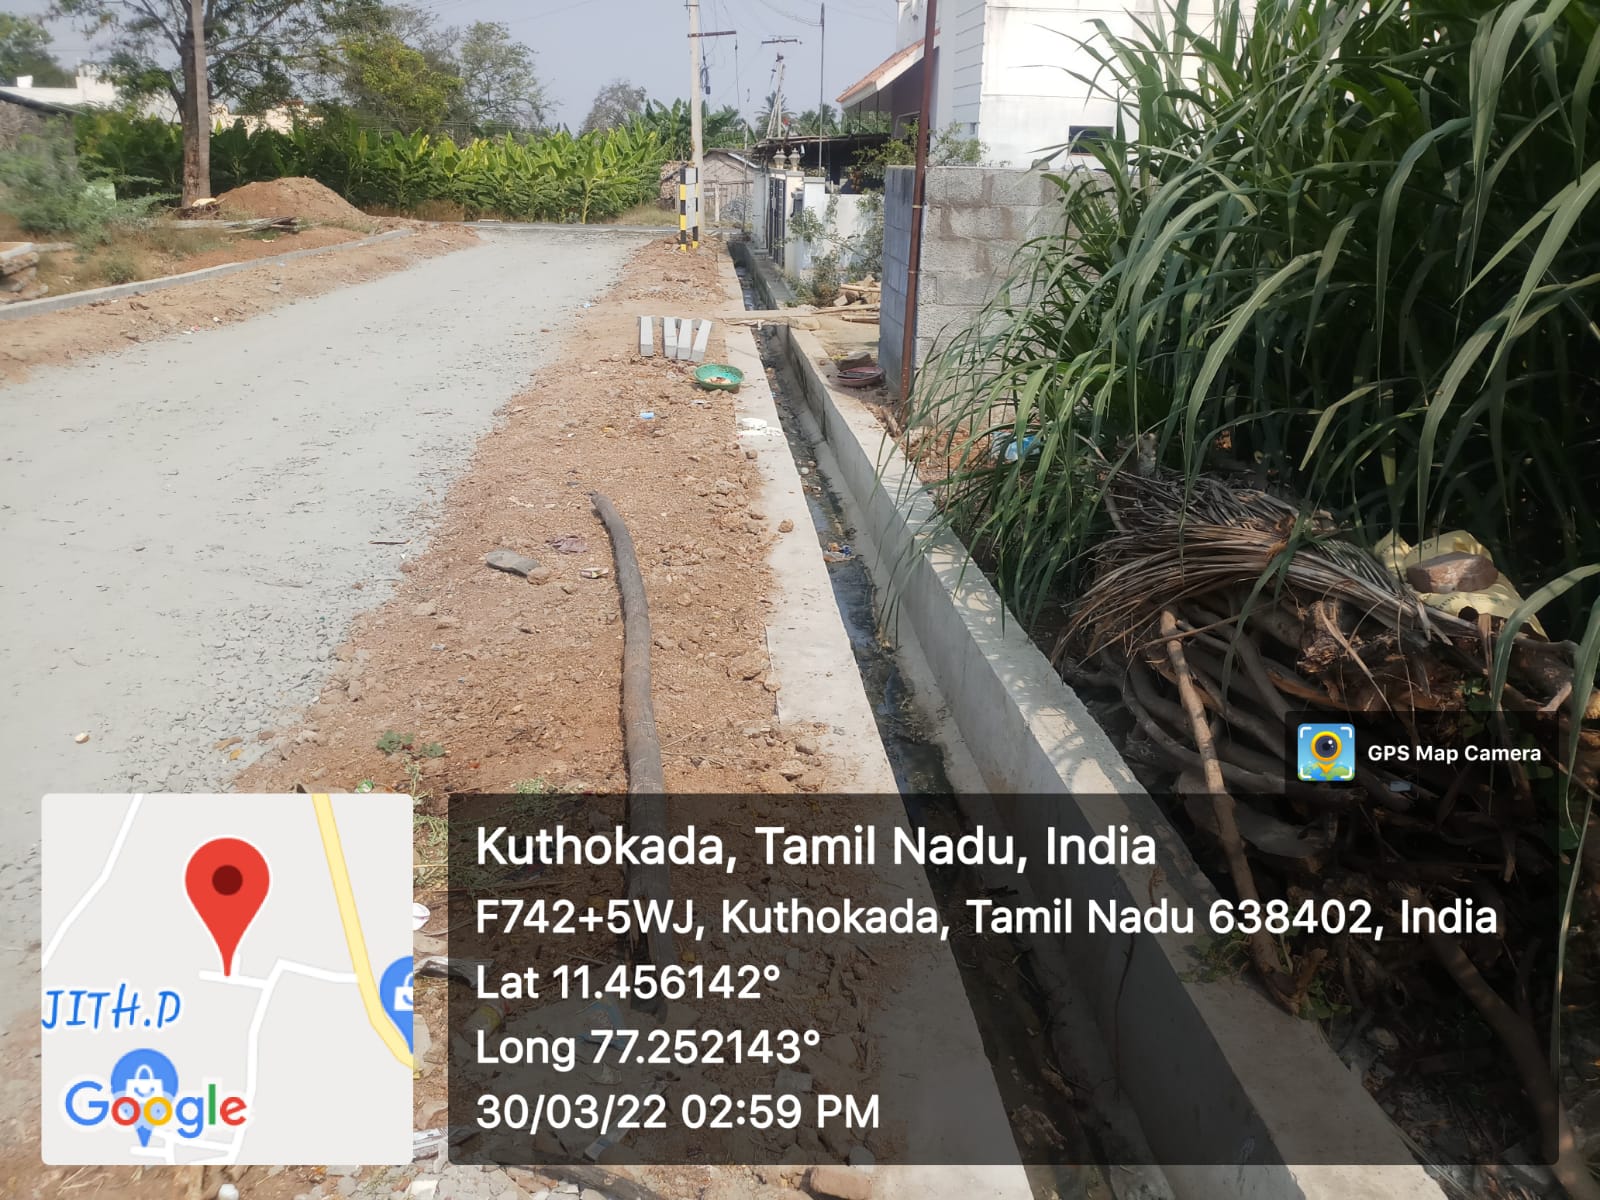 GPS Map Camera
Kuthokada, Tamil Nadu, India
F742+5WJ, Kuthokada, Tamil Nadu 638402, India
Lat 11.456142°
Long 77.252143°
30/03/22 02:59 PM
JITH.D
Google